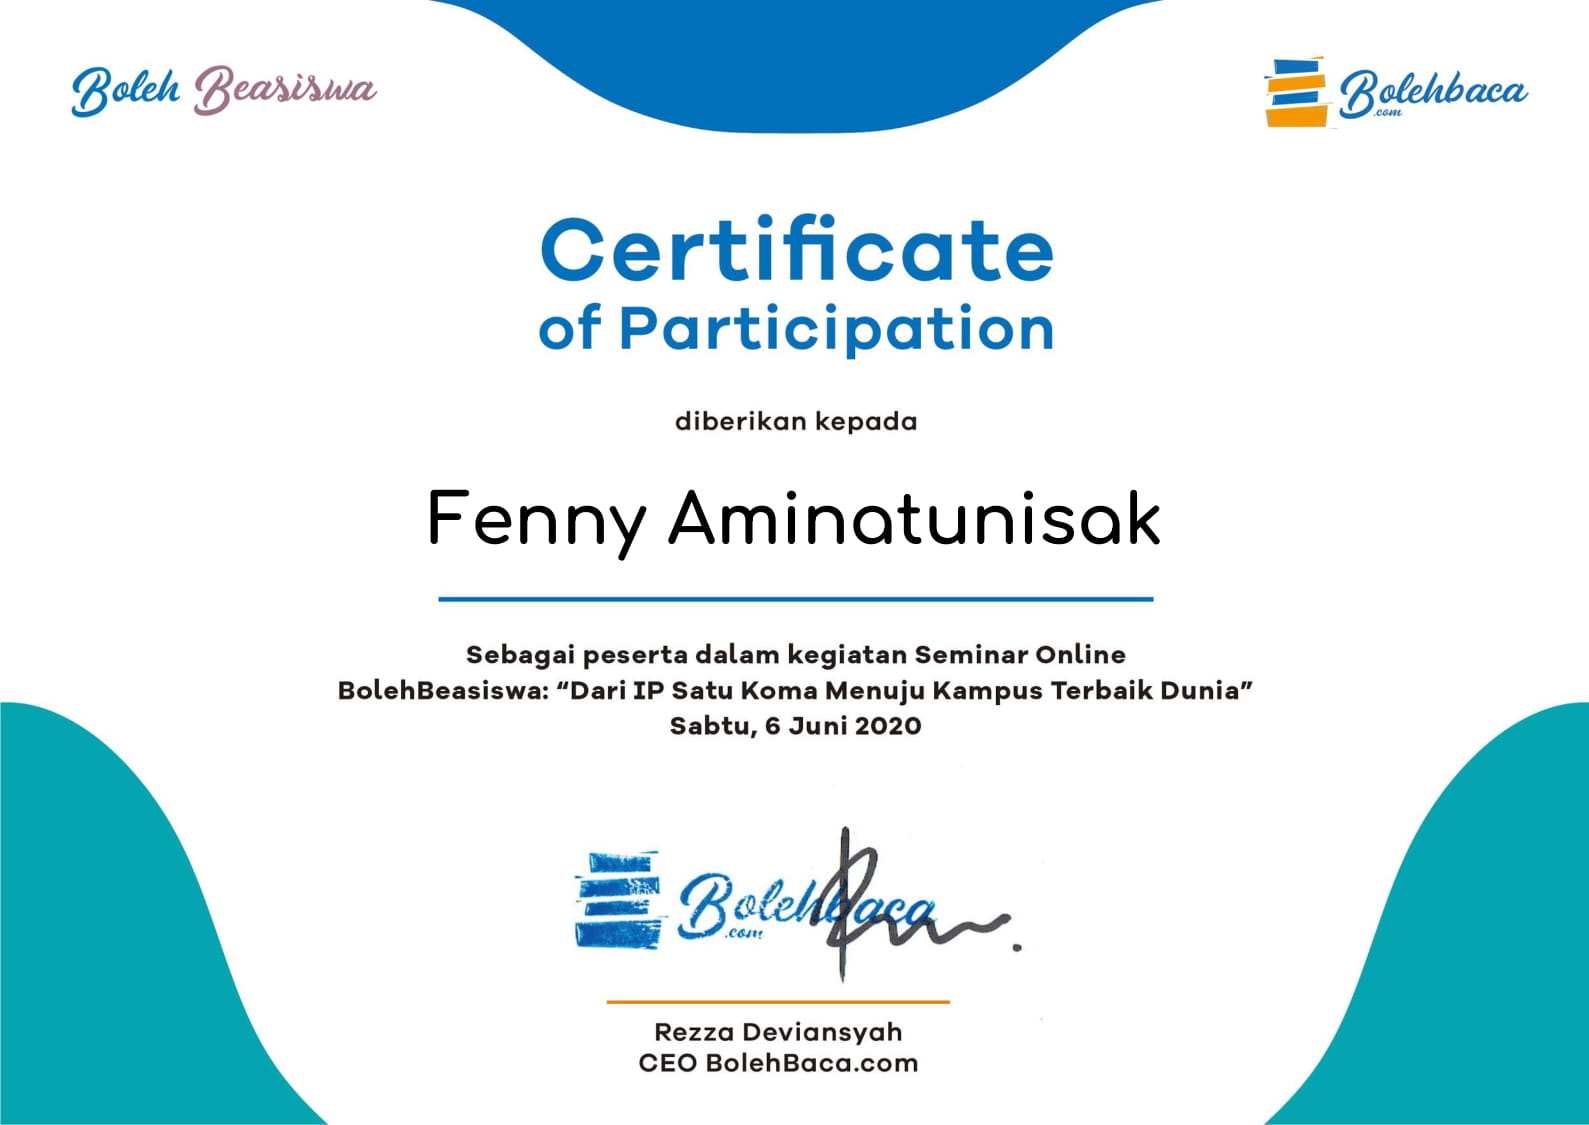 Boleh Beasiswa
Bolehbaca
.com
Certificate
of Participation
diberikan kepada
Fenny Aminatunisak
Sebagai peserta dalam kegiatan Seminar Online
BolehBeasiswa: “Dari IP Satu Koma Menuju Kampus Terbaik Dunia”
Sabtu, 6 Juni 2020
Bolehbaca
.com
Rezza Deviansyah
CEO BolehBaca.com